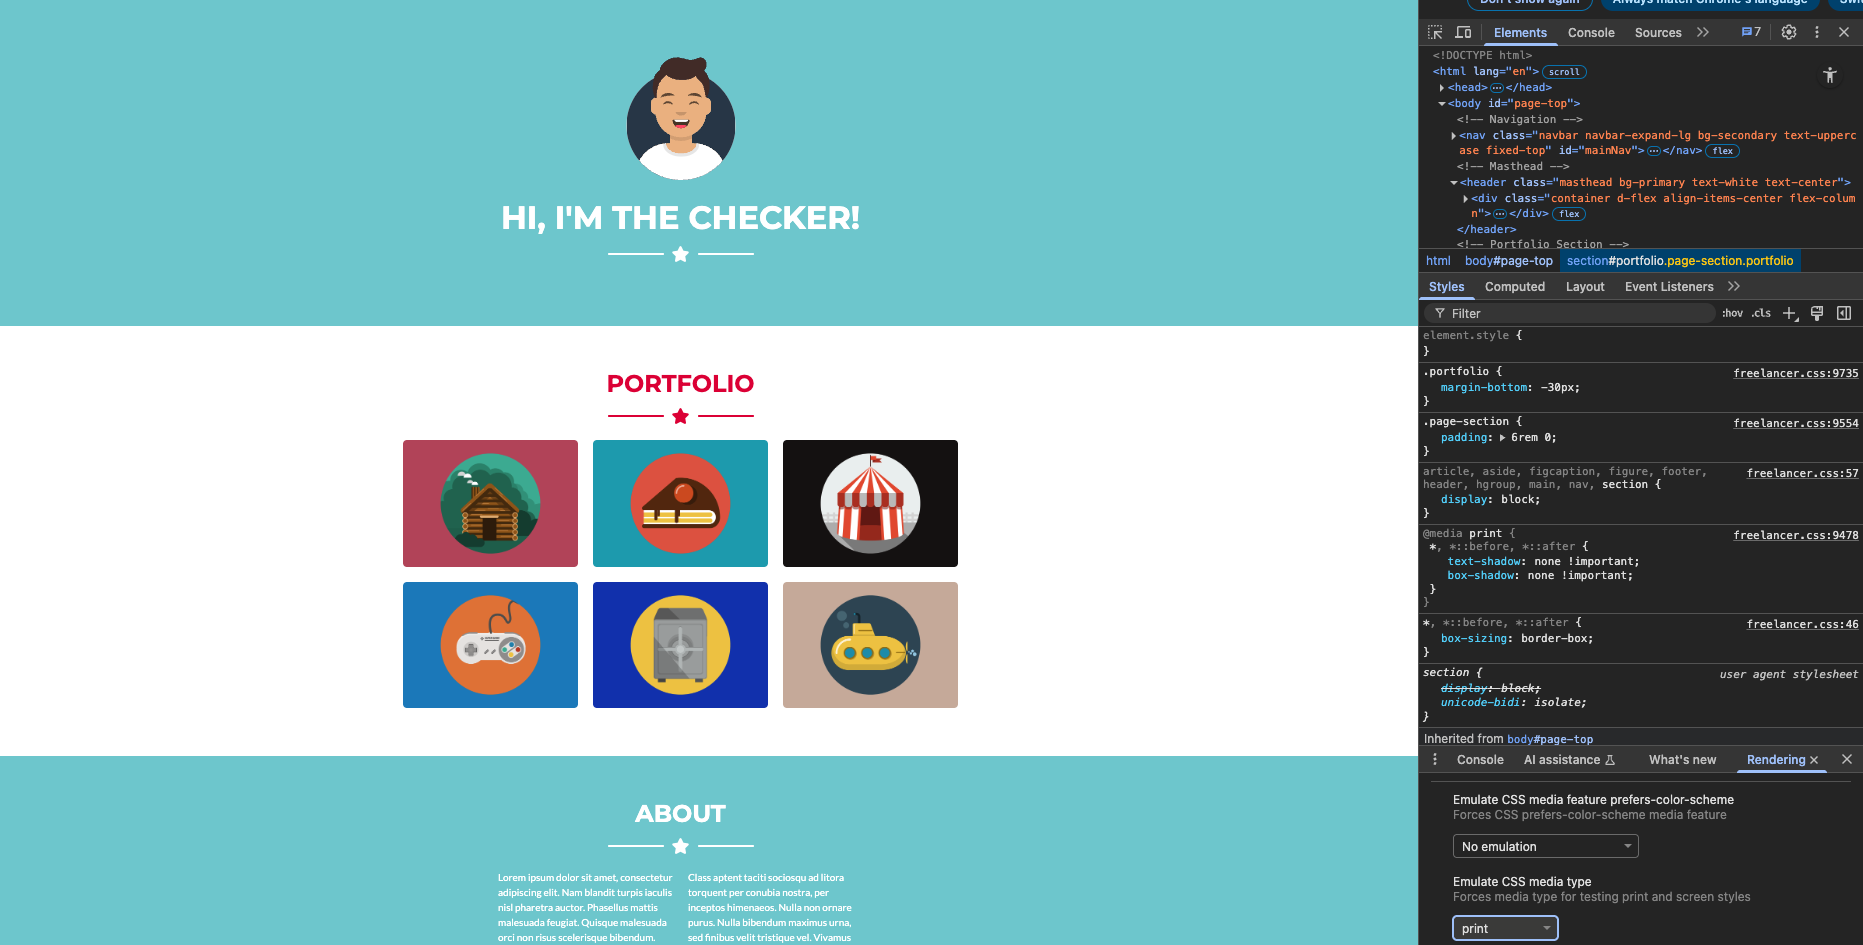 HI, I'M THE CHECKER!
PORTFOLIO
ABOUT
Lorem ipsum dolor sit amet, consectetur
adipiscing elit. Nam blandit turpis iaculis
nisl pharetra auctor. Phasellus mattis
malesuada feugiat. Quisque malesuada
orci non risus scelerisque bibendum.
Class aptent taciti sociosqu ad litora
torquent per conubia nostra, per
inceptos himenaeos. Nulla non ornare
purus. Nulla bibendum maximus urna,
sed finibus velit tristique vel. Vivamus
Don't show again Always match Chrome's language
Elements Console Sources 7
<!DOCTYPE html>
<html lang="en"> scroll
<head> … </head>
<body id="page-top">
<!-- Navigation -->
<nav class="navbar navbar-expand-lg bg-secondary text-upperc
ase fixed-top" id="mainNav"> … </nav> flex
<!-- Masthead -->
<header class="masthead bg-primary text-white text-center">
<div class="container d-flex align-items-center flex-colum
n"> … </div> flex
</header>
<!-- Portfolio Section -->
html body#page-top section#portfolio.page-section.portfolio
Styles Computed Layout Event Listeners
Filter :hov .cls
element.style {
}
.portfolio { freelancer.css:9735
margin-bottom: -30px;
}
.page-section { freelancer.css:9554
padding: 6rem 0;
}
article, aside, figcaption, figure, footer, freelancer.css:57
header, hgroup, main, nav, section {
display: block;
}
@media print { freelancer.css:9478
*, *::before, *::after {
text-shadow: none !important;
box-shadow: none !important;
}
}
*, *::before, *::after { freelancer.css:46
box-sizing: border-box;
}
section { user agent stylesheet
display: block;
unicode-bidi: isolate;
}
Inherited from body#page-top
Console AI assistance What's new Rendering
Emulate CSS media feature prefers-color-scheme
Forces CSS prefers-color-scheme media feature
No emulation
Emulate CSS media type
Forces media type for testing print and screen styles
print